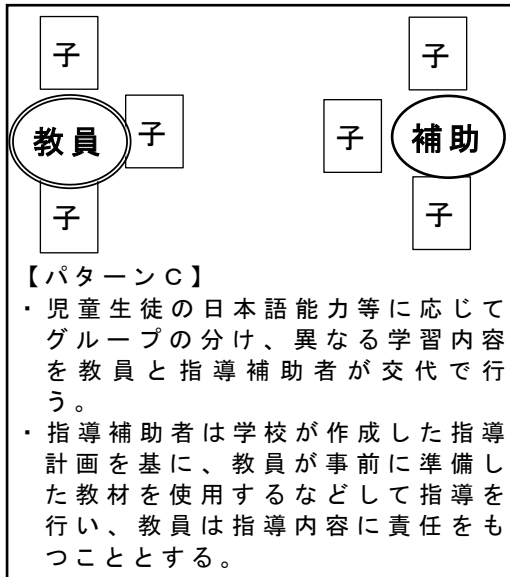 子
子
教員
子
子
補助
子
子
子
【パターンC】
・児童生徒の日本語能力等に応じて
グループの分け、異なる学習内容
を教員と指導補助者が交代で行
う。
・指導補助者は学校が作成した指導
計画を基に、教員が事前に準備し
た教材を使用するなどして指導を
行い、教員は指導内容に責任をも
つこととする。